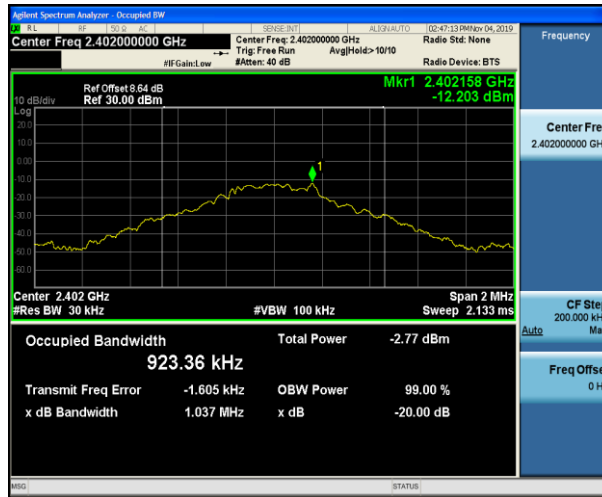 Agilent Spectrum Analyzer - Occupied BW
RL RF 50 Ω AC SENSE:INT ALIGNAUTO 02:47:13 PMNov 04, 2019
Center Freq 2.402000000 GHz
Center Freq: 2.402000000 GHz
Radio Std: None
Trig: Free Run Avg|Hold:> 10/10
#IFGain:Low #Atten: 40 dB Radio Device: BTS
Frequency
Mkr1 2.402158 GHz
-12.203 dBm
Ref Offset 8.64 dB
10 dB/div Ref 30.00 dBm
Log
20.0
10.0
0.00
-10.0
-20.0
-30.0
-40.0
-50.0
-60.0
1
Center 2.402 GHz Span 2 MHz
#Res BW 30 kHz #VBW 100 kHz Sweep 2.133 ms
Occupied Bandwidth Total Power -2.77 dBm
923.36 kHz
Transmit Freq Error -1.605 kHz OBW Power 99.00 %
x dB Bandwidth 1.037 MHz x dB -20.00 dB
Center Fre
2.402000000 GH
CF Ste
200.000 kH
Auto Ma
Freq Offse
0 H
MSG STATUS